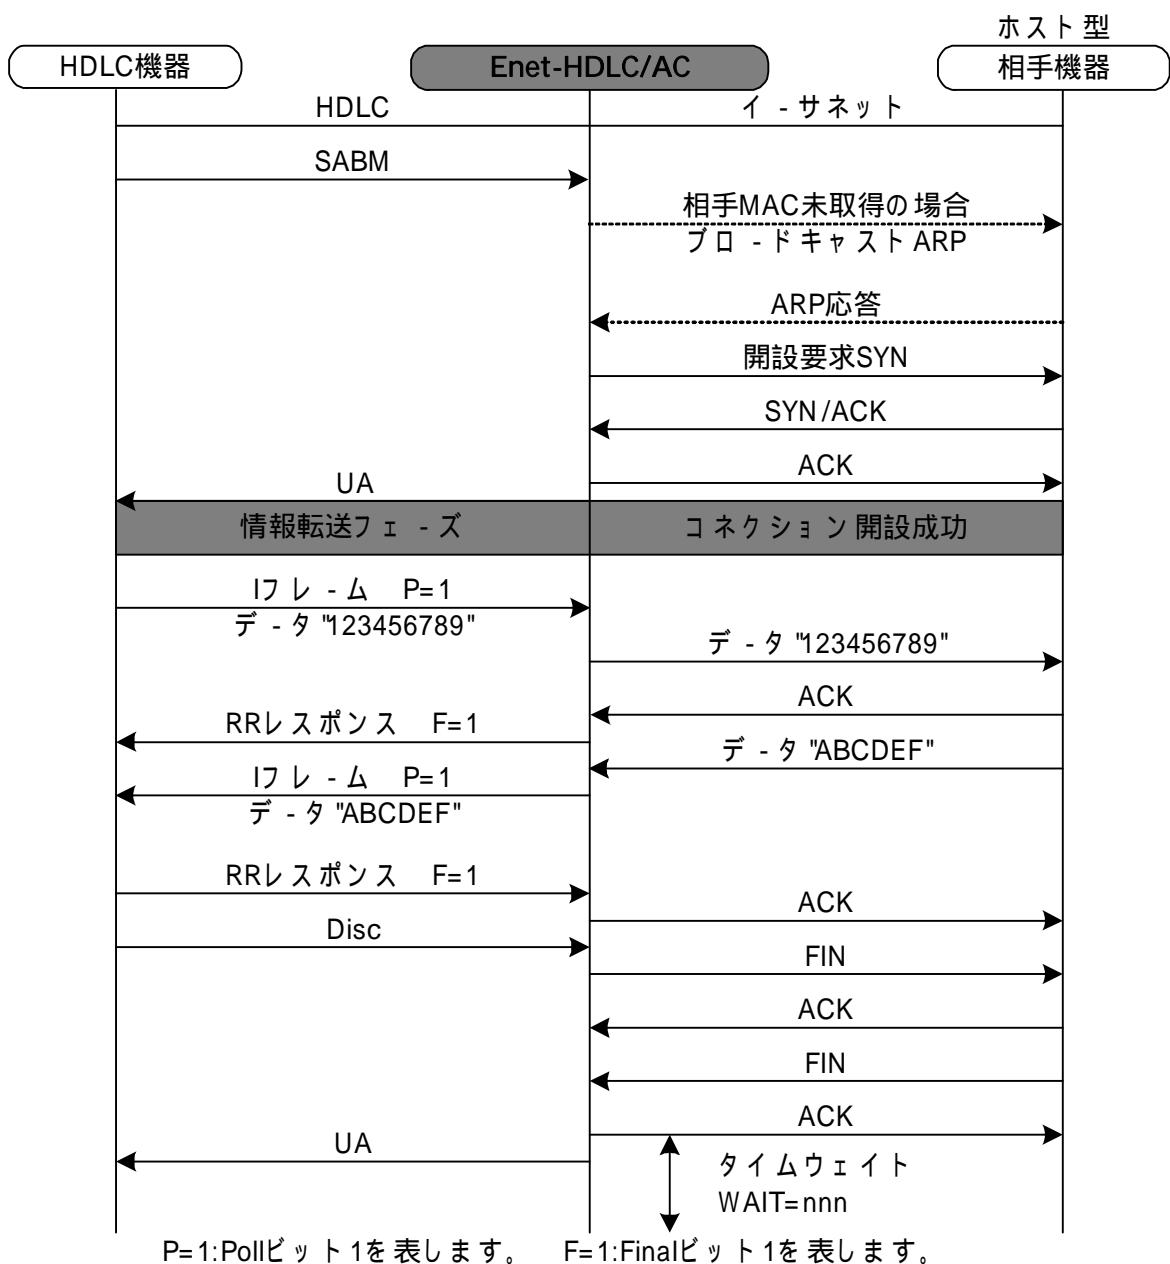 ホスト型
HDLC機器
Enet-HDLC/AC
相手機器
HDLC
イ-サネット
SABM
相手MAC未取得の場合
ブロ-ドキャストARP
ARP応答
開設要求SYN
SYN/ACK
ACK
UA
情報転送フェ-ズ
コネクション開設成功
Iフレ-ム P=1
デ-タ"123456789"
デ-タ"123456789"
ACK
RRレスポンス F=1
デ-タ"ABCDEF"
Iフレ-ム P=1
デ-タ"ABCDEF"
RRレスポンス F=1
ACK
Disc
FIN
ACK
FIN
ACK
UA
タイムウェイト
WAIT=nnn
P=1:Pollビット1を表します。 F=1:Finalビット1を表します。